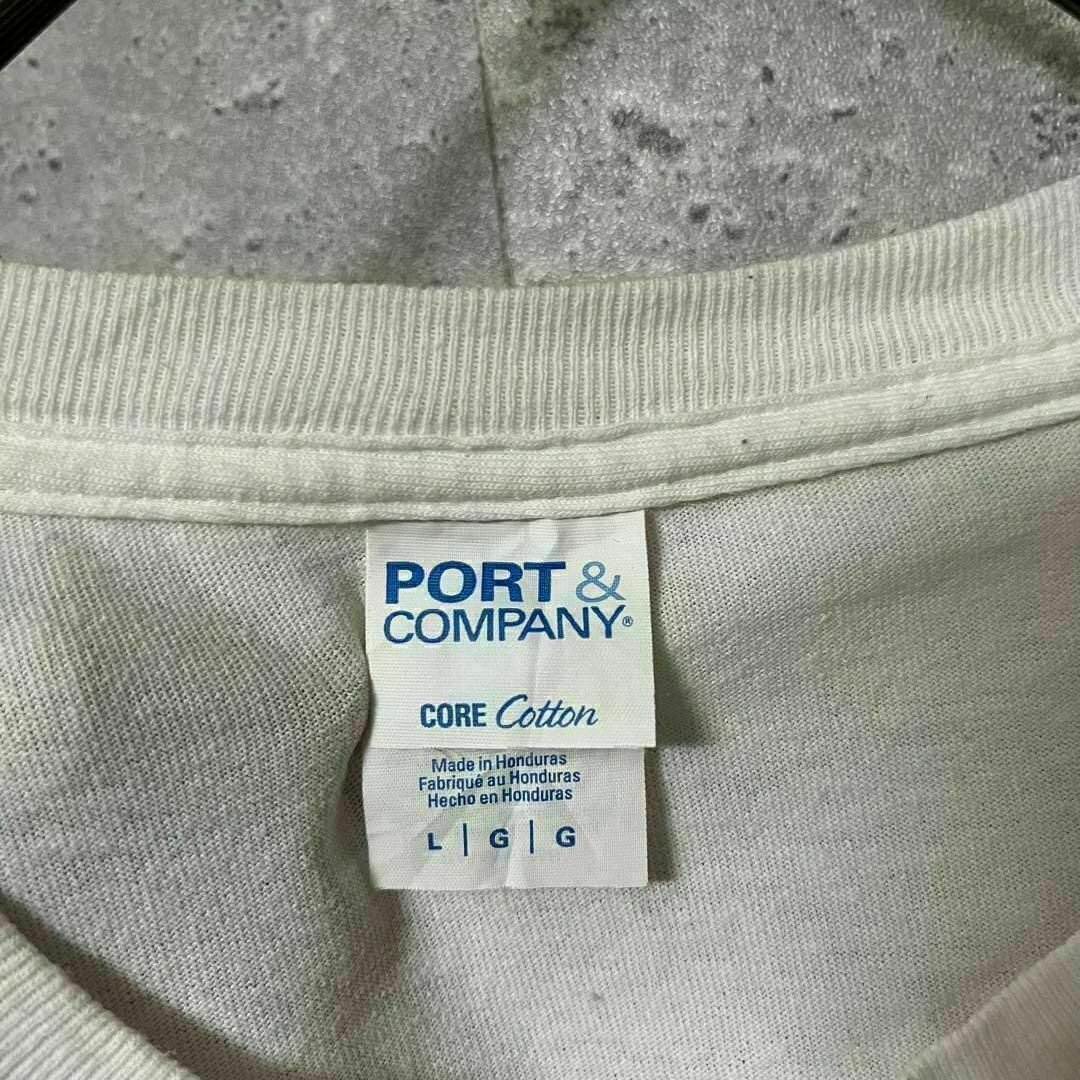 PORT &
COMPANY®
CORE Cotton
Made in Honduras
Fabriqué au Honduras
Hecho en Honduras
L | G | G